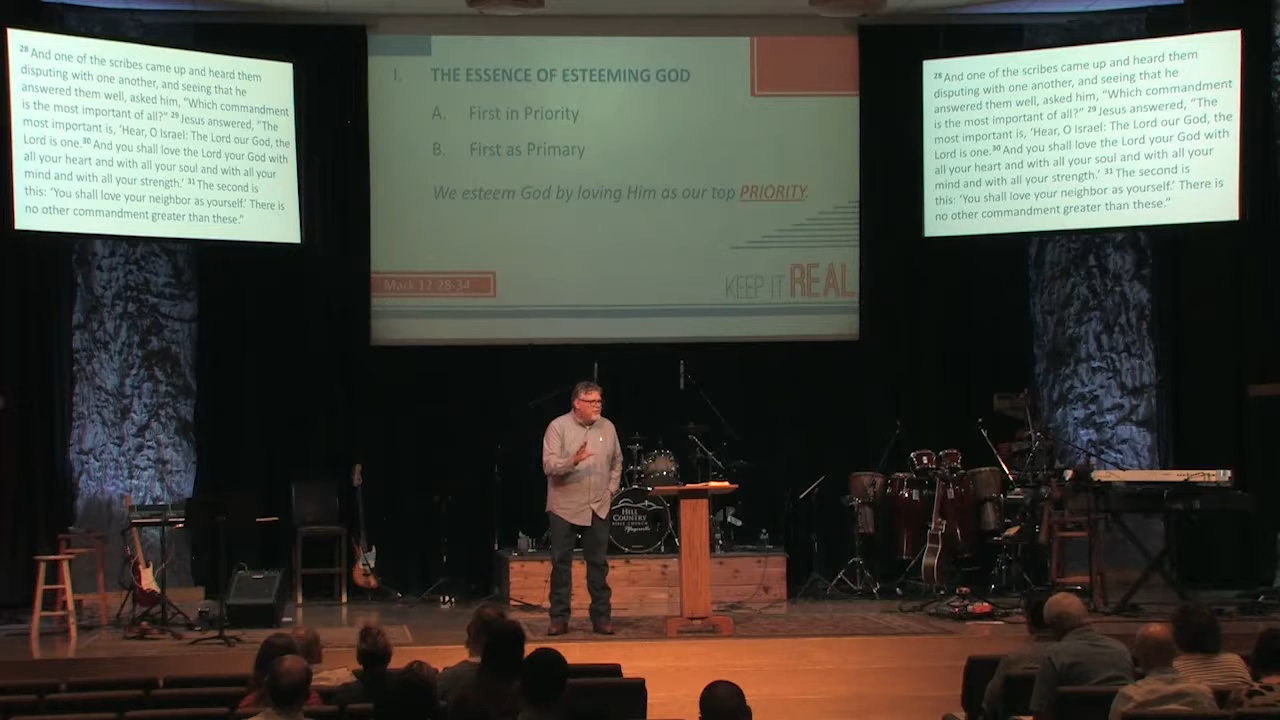 28 And one of the scribes came up and heard them
disputing with one another, and seeing that he
answered them well, asked him, "Which commandment
is the most important of all?" 29 Jesus answered, "The
most important is, 'Hear, O Israel: The Lord our God, the
Lord is one. 30 And you shall love the Lord your God with
all your heart and with all your soul and with all your
mind and with all your strength.' 31 The second is
this: 'You shall love your neighbor as yourself.' There is
no other commandment greater than these."
I. THE ESSENCE OF ESTEEMING GOD
A. First in Priority
B. First as Primary
We esteem God by loving Him as our top PRIORITY.
Mark 12:28-34
KEEP IT REAL
28 And one of the scribes came up and heard them
disputing with one another, and seeing that he
answered them well, asked him, "Which commandment
is the most important of all?" 29 Jesus answered, "The
most important is, 'Hear, O Israel: The Lord our God, the
Lord is one. 30 And you shall love the Lord your God with
all your heart and with all your soul and with all your
mind and with all your strength.' 31 The second is
this: 'You shall love your neighbor as yourself.' There is
no other commandment greater than these."
HILL
COUNTRY
BIBLE CHURCH
Pflugerville